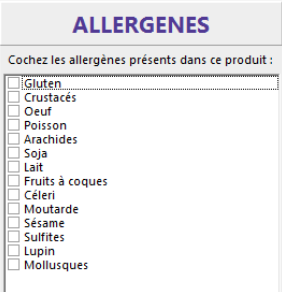 ALLERGENES
Cochez les allergènes présents dans ce produit :
Gluten
Crustacés
Oeuf
Poisson
Arachides
Soja
Lait
Fruits à coques
Céleri
Moutarde
Sésame
Sulfites
Lupin
Mollusques